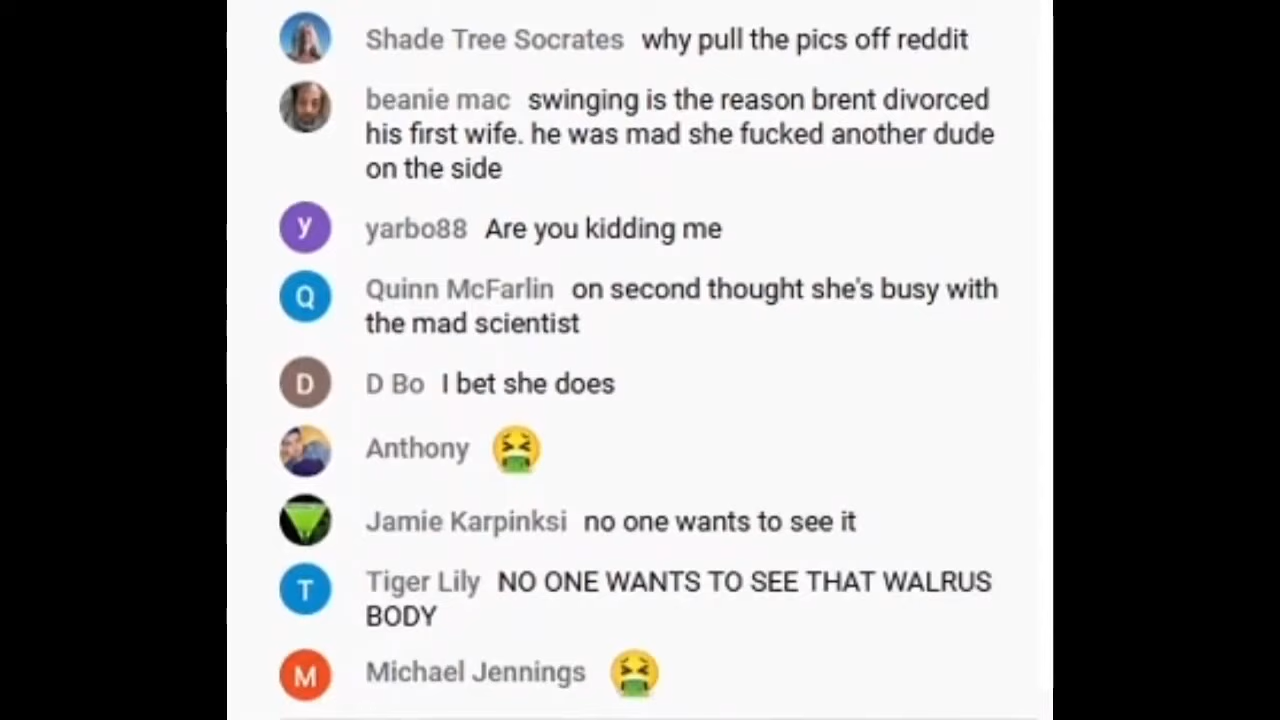 Shade Tree Socrates why pull the pics off reddit
beanie mac swinging is the reason brent divorced
his first wife. he was mad she fucked another dude
on the side
y yarbo88 Are you kidding me
Q Quinn McFarlin on second thought she's busy with
the mad scientist
D D Bo I bet she does
Anthony 🤮
Jamie Karpinksi no one wants to see it
T Tiger Lily NO ONE WANTS TO SEE THAT WALRUS
BODY
M Michael Jennings 🤮